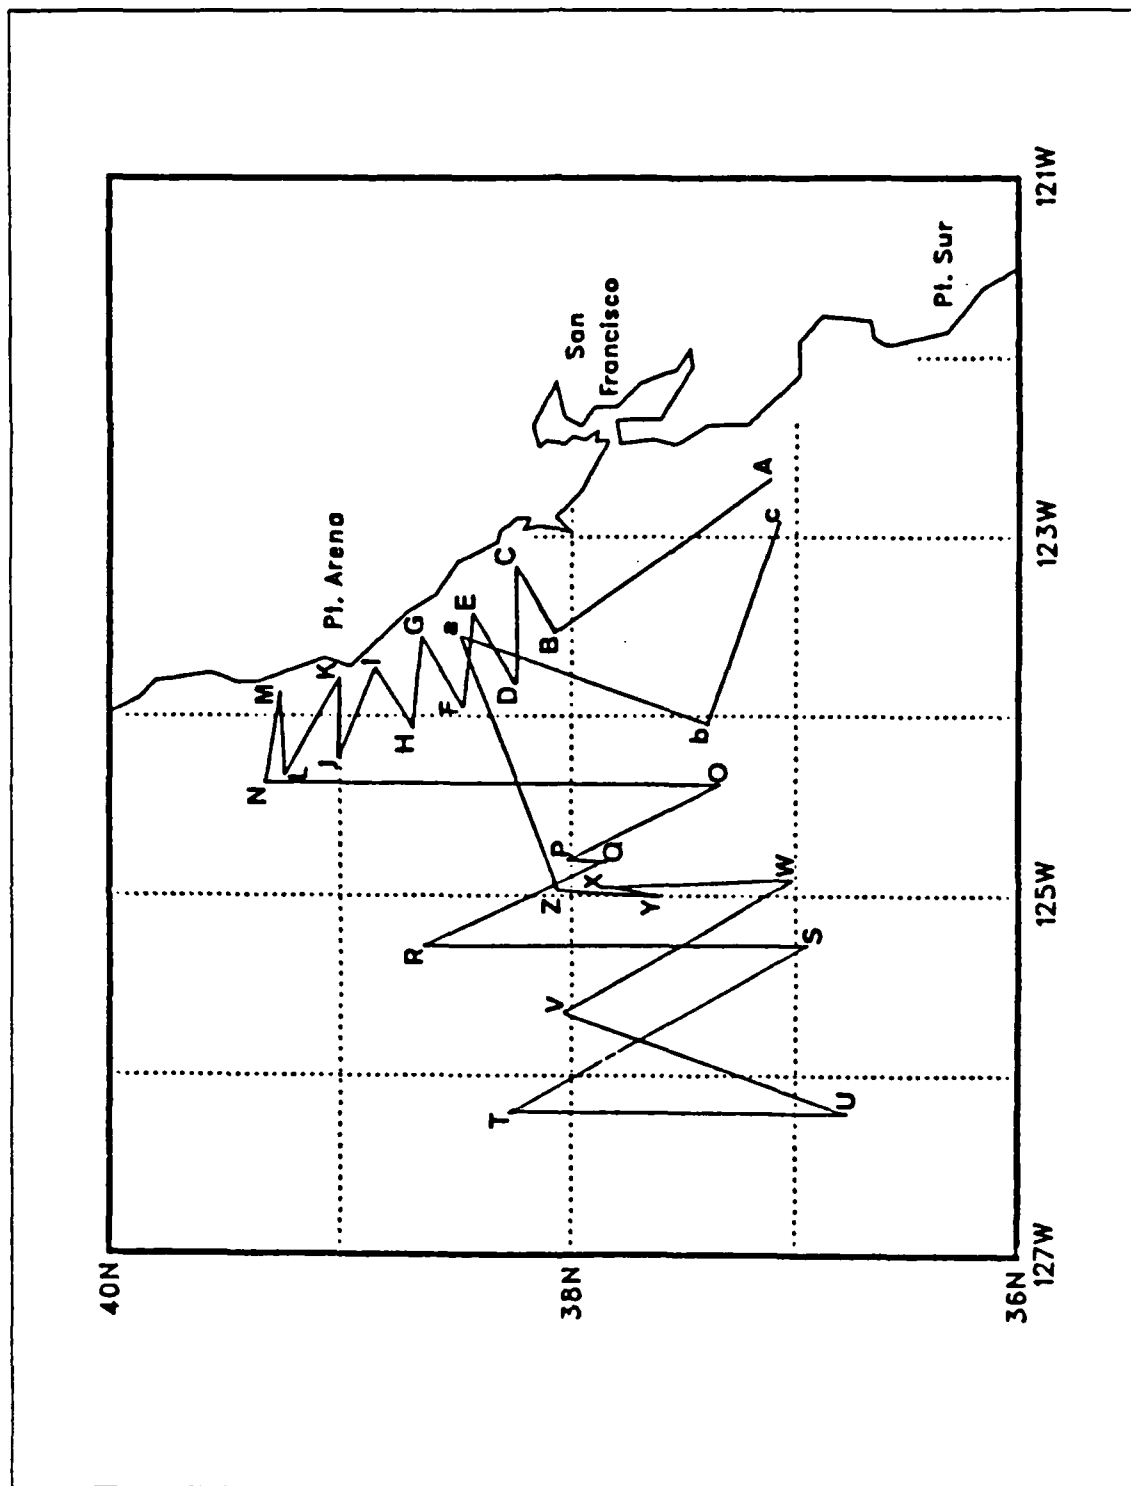 40N
38N
36N
127W
125W
123W
121W
Pt. Arena
San
Francisco
Pt. Sur
A
B
C
D
E
F
G
H
I
J
K
L
M
N
O
P
Q
R
S
T
U
V
W
X
Y
Z
a
b
c